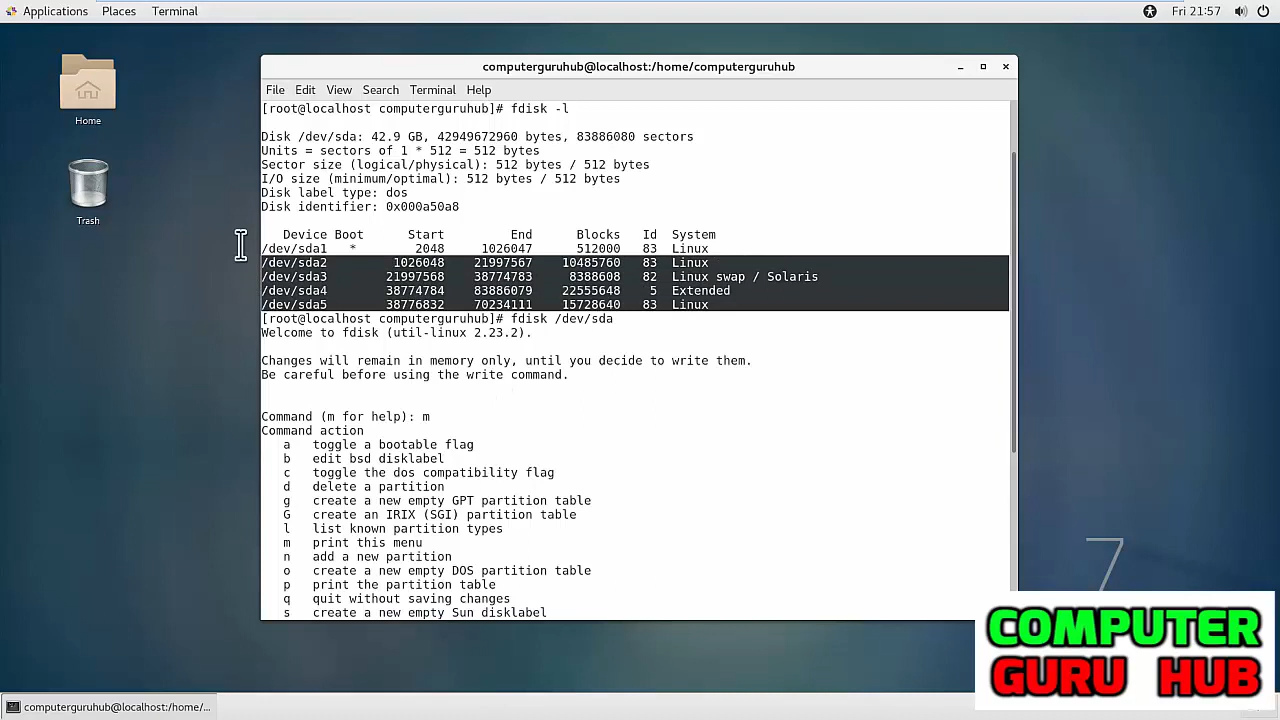 Applications Places Terminal Fri 21:57
Home
Trash
computerguruhub@localhost:/home/computerguruhub
File Edit View Search Terminal Help
[root@localhost computerguruhub]# fdisk -l
Disk /dev/sda: 42.9 GB, 42949672960 bytes, 83886080 sectors
Units = sectors of 1 * 512 = 512 bytes
Sector size (logical/physical): 512 bytes / 512 bytes
I/O size (minimum/optimal): 512 bytes / 512 bytes
Disk label type: dos
Disk identifier: 0x000a50a8
Device Boot Start End Blocks Id System
/dev/sda1 * 2048 1026047 512000 83 Linux
/dev/sda2 1026048 21997567 10485760 83 Linux
/dev/sda3 21997568 38774783 8388608 82 Linux swap / Solaris
/dev/sda4 38774784 83886079 22555648 5 Extended
/dev/sda5 38776832 70234111 15728640 83 Linux
[root@localhost computerguruhub]# fdisk /dev/sda
Welcome to fdisk (util-linux 2.23.2).
Changes will remain in memory only, until you decide to write them.
Be careful before using the write command.
Command (m for help): m
Command action
a toggle a bootable flag
b edit bsd disklabel
c toggle the dos compatibility flag
d delete a partition
g create a new empty GPT partition table
G create an IRIX (SGI) partition table
l list known partition types
m print this menu
n add a new partition
o create a new empty DOS partition table
p print the partition table
q quit without saving changes
s create a new empty Sun disklabel
7
COMPUTER
GURU HUB
computerguruhub@localhost:/home/...